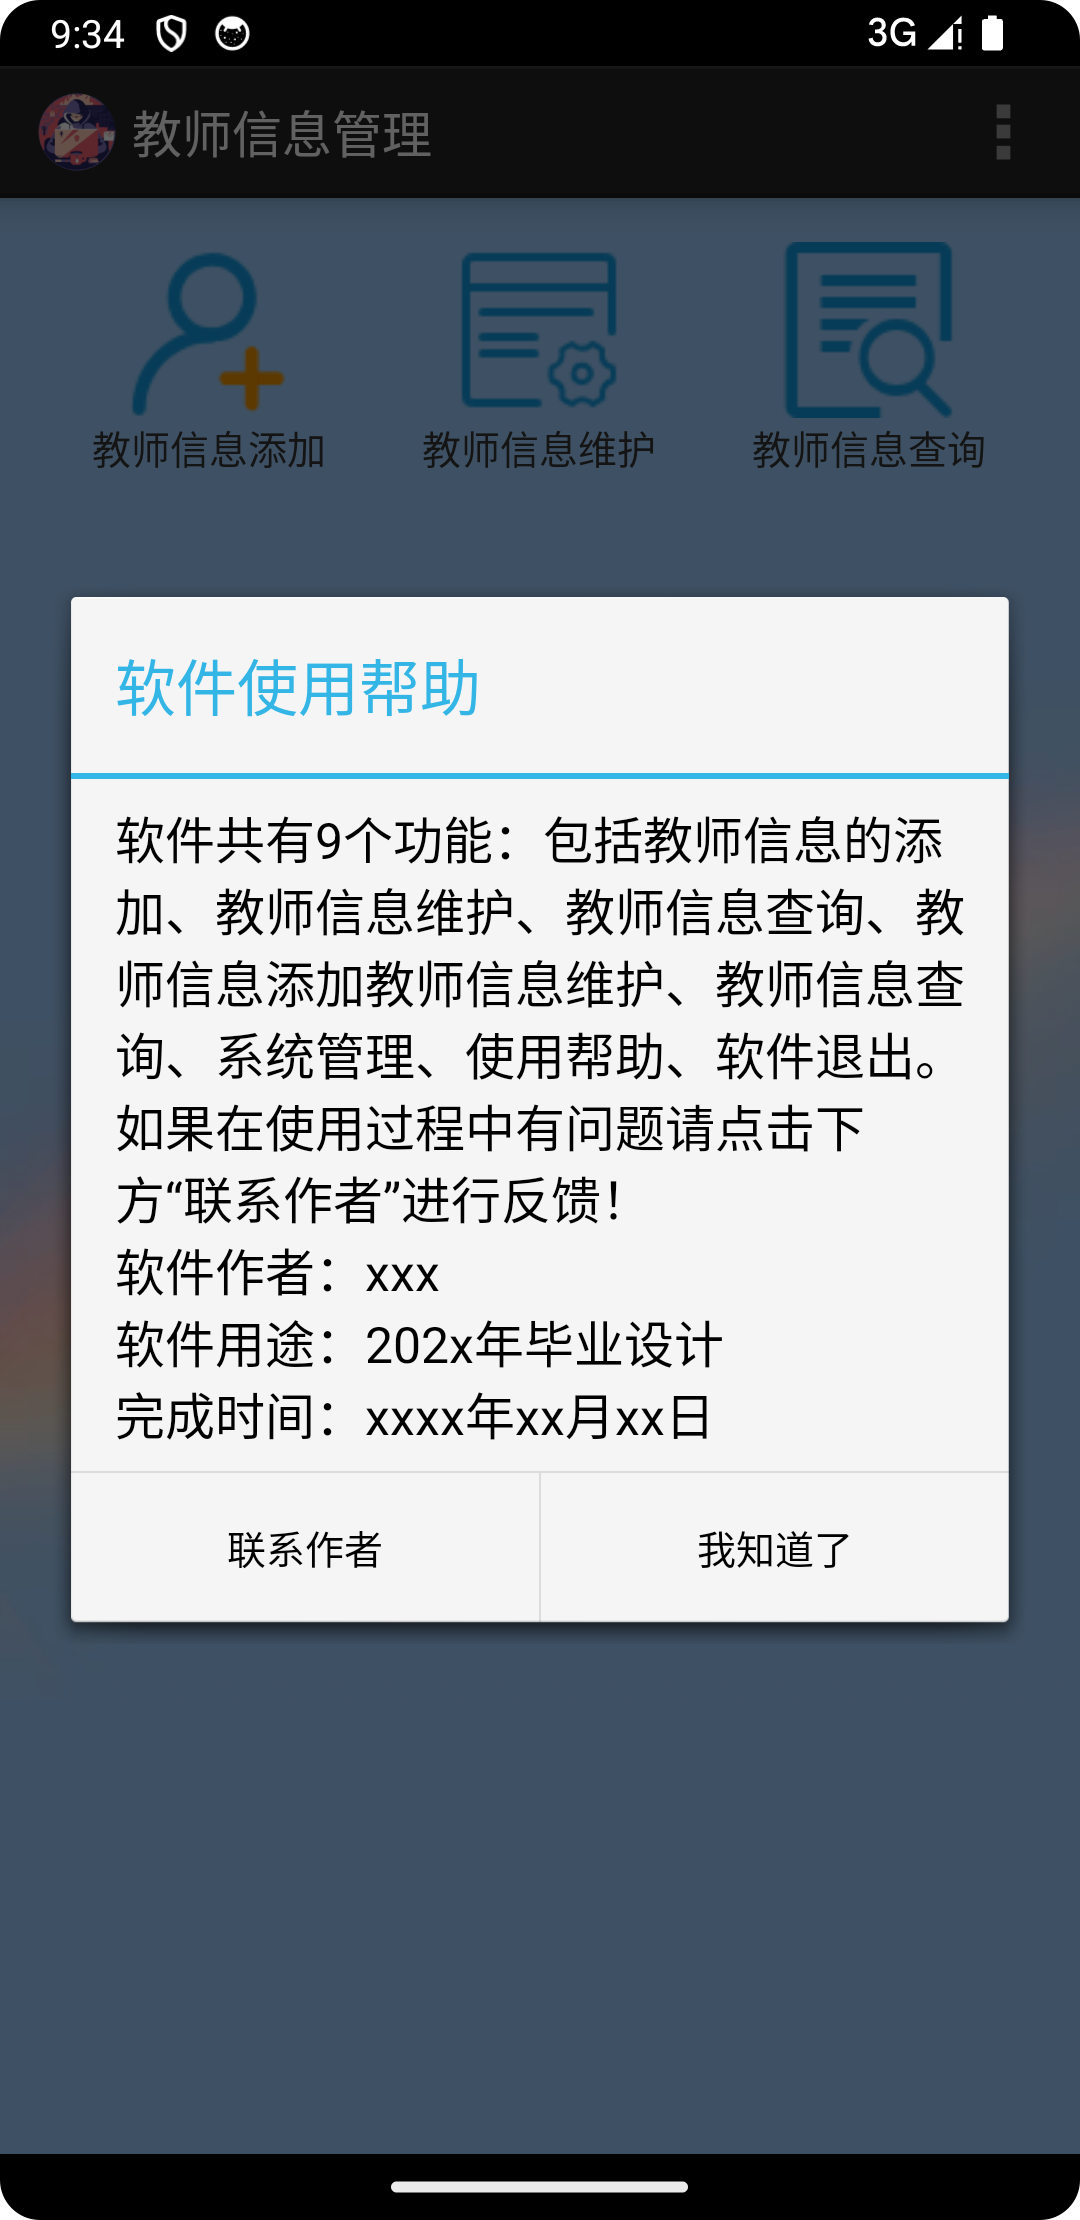 9:34
3G
教师信息管理
教师信息添加
教师信息维护
教师信息查询
软件使用帮助
软件共有9个功能：包括教师信息的添
加、教师信息维护、教师信息查询、教
师信息添加教师信息维护、教师信息查
询、系统管理、使用帮助、软件退出。
如果在使用过程中有问题请点击下
方“联系作者”进行反馈！
软件作者：xxx
软件用途：202x年毕业设计
完成时间：xxxx年xx月xx日
联系作者
我知道了